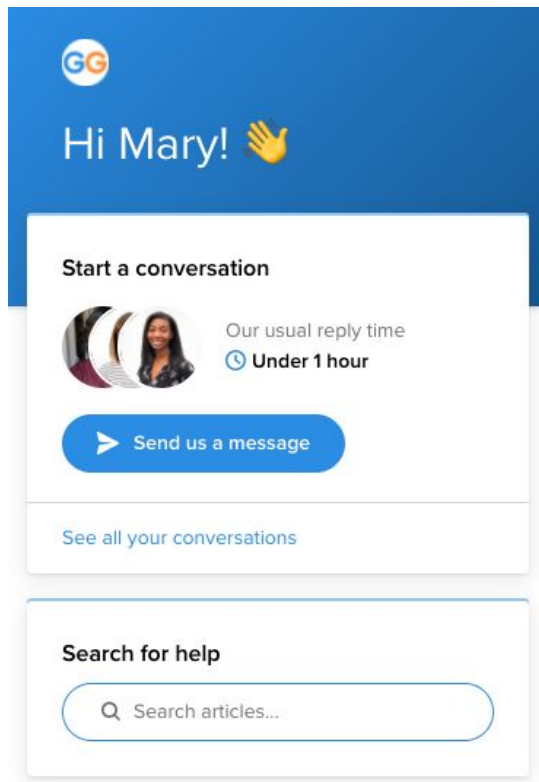 GG
Hi Mary! 👋
Start a conversation
Our usual reply time
Under 1 hour
Send us a message
See all your conversations
Search for help
Search articles...